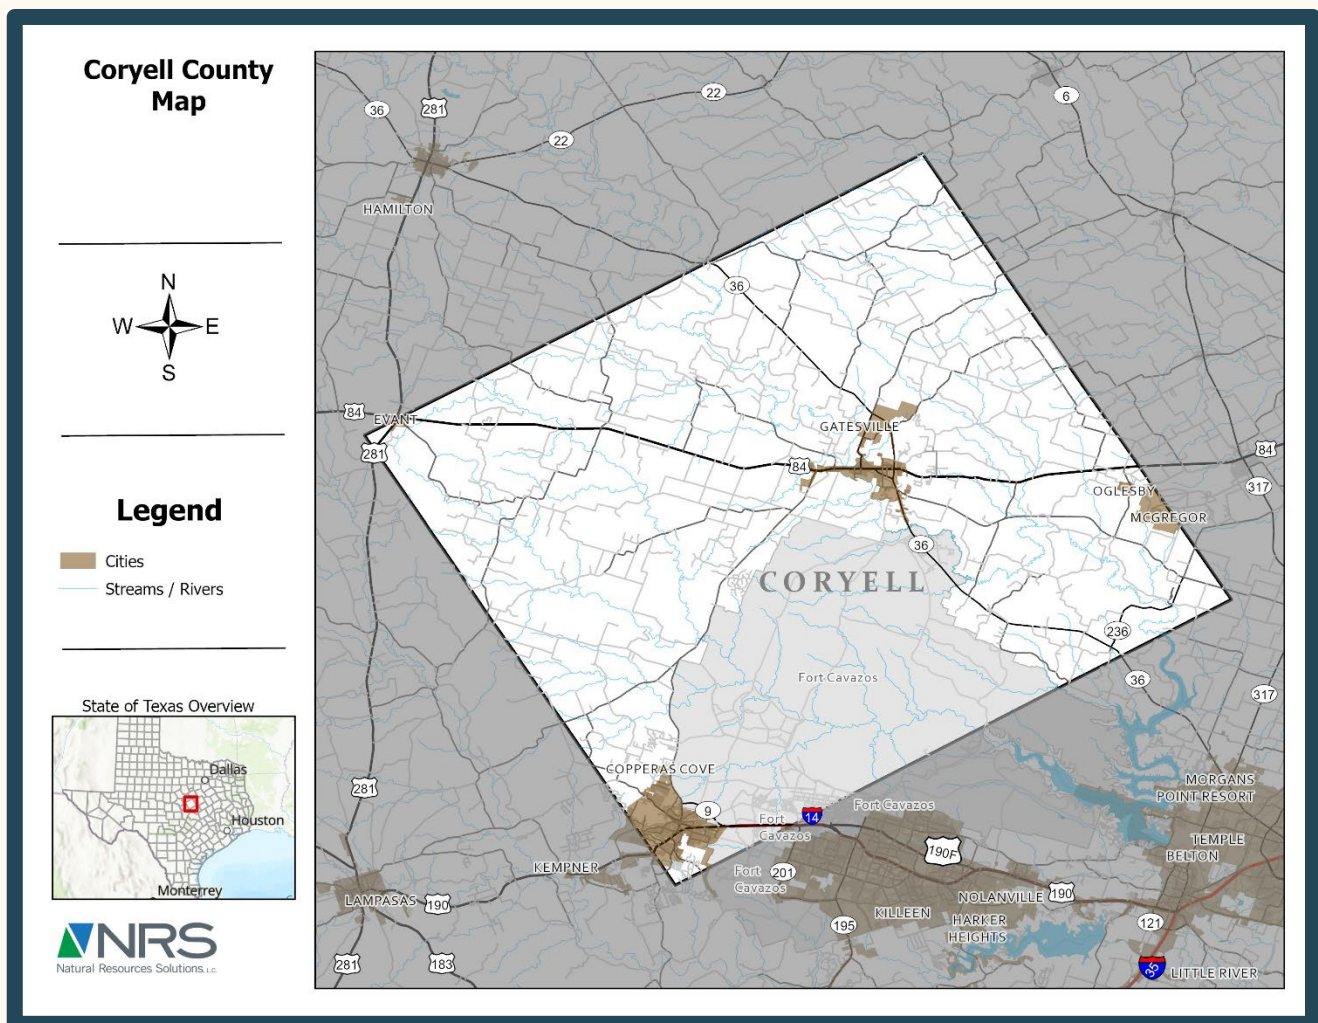 Coryell County
Map
N
W
E
S
Legend
Cities
Streams / Rivers
State of Texas Overview
Dallas
Houston
Monterrey
NRS
Natural Resources Solutions, L.C.
36
281
22
22
6
HAMILTON
36
84
EVANT
281
GATESVILLE
84
84
317
OGLESBY
MCGREGOR
36
CORYELL
236
Fort Cavazos
36
317
COPPERAS COVE
281
MORGANS
POINT RESORT
9
14
Fort Cavazos
Fort
Cavazos
190F
TEMPLE
BELTON
KEMPNER
Fort
Cavazos
201
LAMPASAS
190
NOLANVILLE
190
KILLEEN
HARKER
HEIGHTS
195
121
281
183
35
LITTLE RIVER